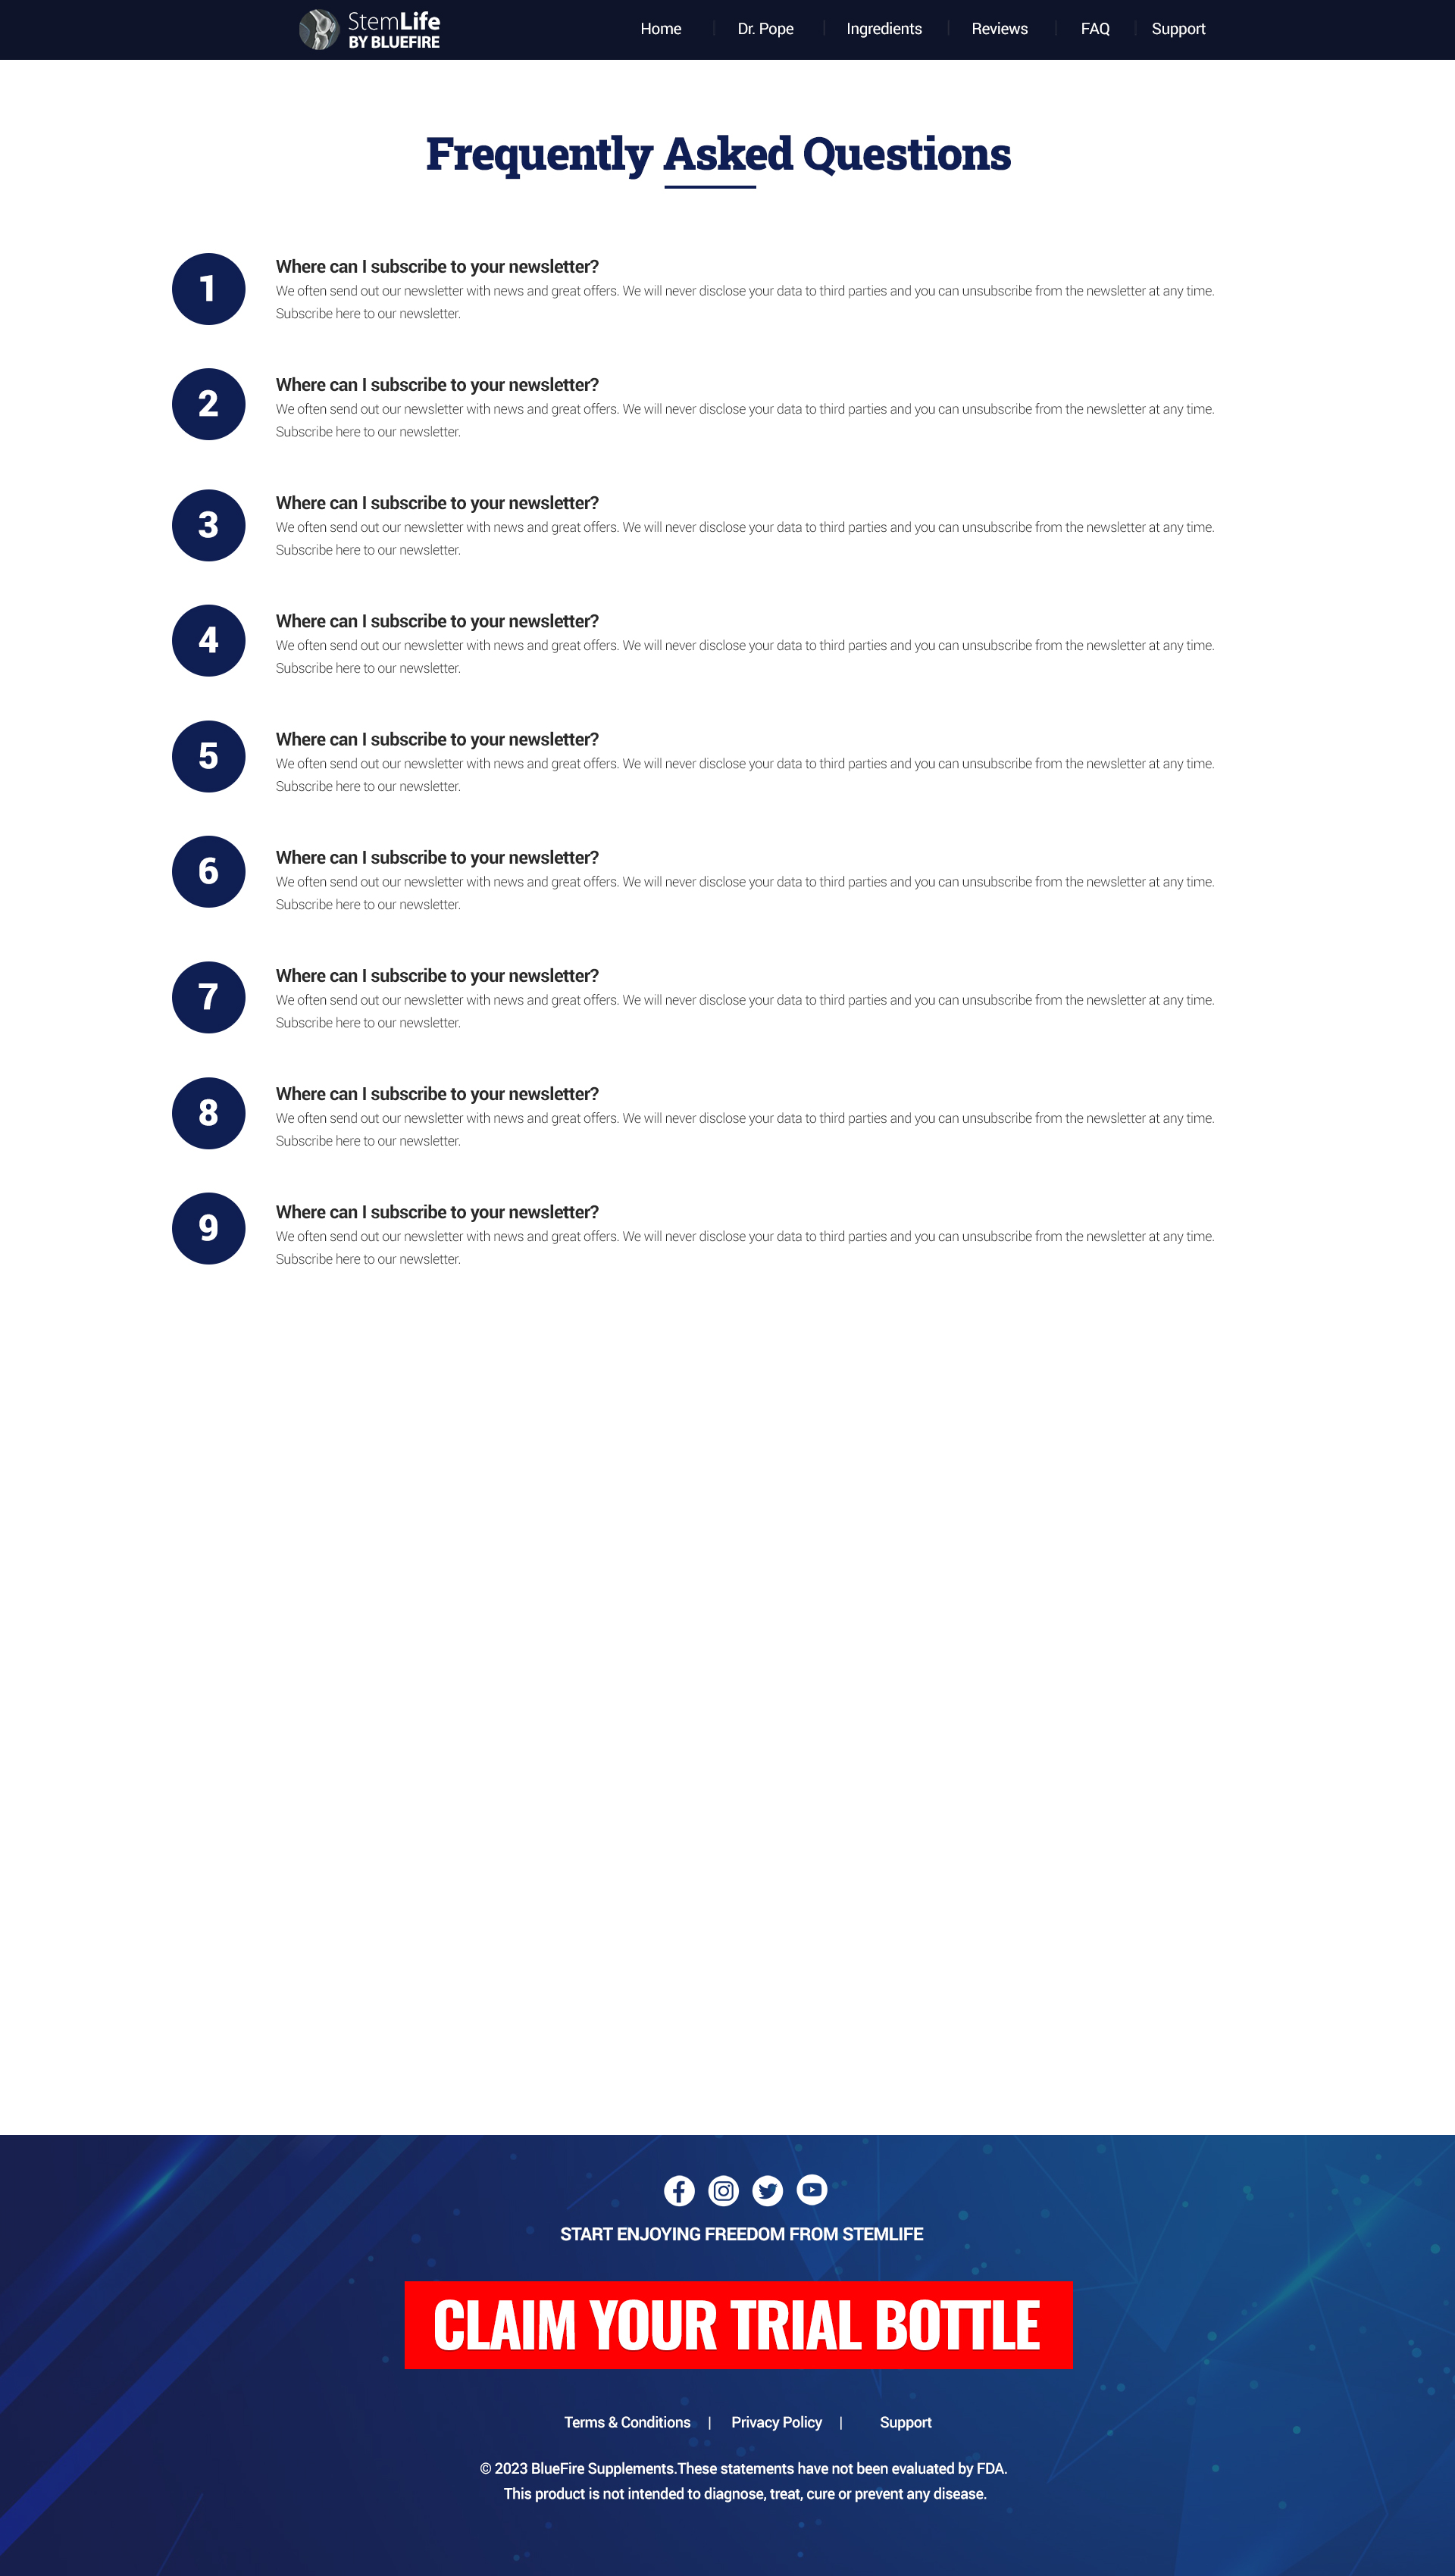 StemLife
BY BLUEFIRE
Home | Dr. Pope | Ingredients | Reviews | FAQ | Support
Frequently Asked Questions
1
Where can I subscribe to your newsletter?
We often send out our newsletter with news and great offers. We will never disclose your data to third parties and you can unsubscribe from the newsletter at any time.
Subscribe here to our newsletter.
2
Where can I subscribe to your newsletter?
We often send out our newsletter with news and great offers. We will never disclose your data to third parties and you can unsubscribe from the newsletter at any time.
Subscribe here to our newsletter.
3
Where can I subscribe to your newsletter?
We often send out our newsletter with news and great offers. We will never disclose your data to third parties and you can unsubscribe from the newsletter at any time.
Subscribe here to our newsletter.
4
Where can I subscribe to your newsletter?
We often send out our newsletter with news and great offers. We will never disclose your data to third parties and you can unsubscribe from the newsletter at any time.
Subscribe here to our newsletter.
5
Where can I subscribe to your newsletter?
We often send out our newsletter with news and great offers. We will never disclose your data to third parties and you can unsubscribe from the newsletter at any time.
Subscribe here to our newsletter.
6
Where can I subscribe to your newsletter?
We often send out our newsletter with news and great offers. We will never disclose your data to third parties and you can unsubscribe from the newsletter at any time.
Subscribe here to our newsletter.
7
Where can I subscribe to your newsletter?
We often send out our newsletter with news and great offers. We will never disclose your data to third parties and you can unsubscribe from the newsletter at any time.
Subscribe here to our newsletter.
8
Where can I subscribe to your newsletter?
We often send out our newsletter with news and great offers. We will never disclose your data to third parties and you can unsubscribe from the newsletter at any time.
Subscribe here to our newsletter.
9
Where can I subscribe to your newsletter?
We often send out our newsletter with news and great offers. We will never disclose your data to third parties and you can unsubscribe from the newsletter at any time.
Subscribe here to our newsletter.
START ENJOYING FREEDOM FROM STEMLIFE
CLAIM YOUR TRIAL BOTTLE
Terms & Conditions | Privacy Policy | Support
© 2023 BlueFire Supplements.These statements have not been evaluated by FDA.
This product is not intended to diagnose, treat, cure or prevent any disease.